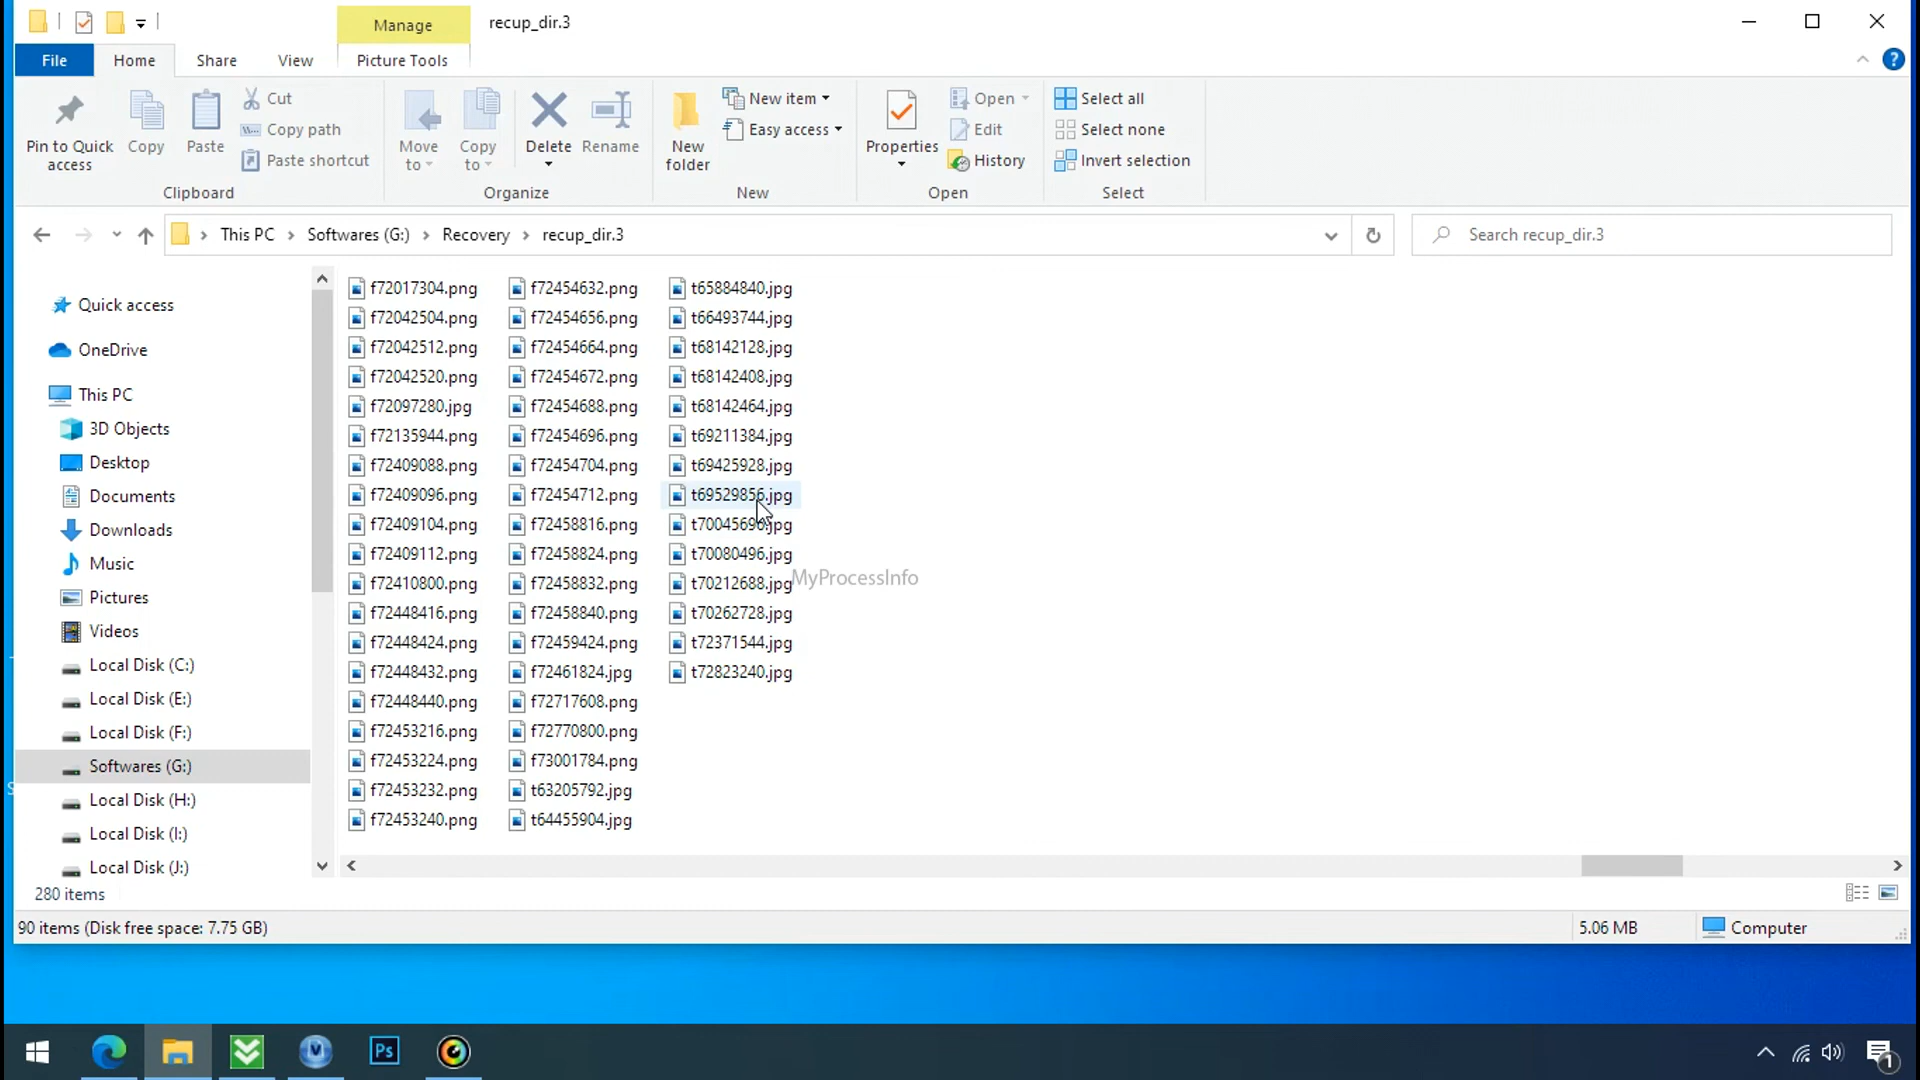 Manage
recup_dir.3
File
Home
Share
View
Picture Tools
Pin to Quick access
Copy
Paste
Cut
Copy path
Paste shortcut
Clipboard
Move to
Copy to
Delete
Rename
Organize
New folder
New item
Easy access
New
Properties
Open
Edit
History
Open
Select all
Select none
Invert selection
Select
This PC
Softwares (G:)
Recovery
recup_dir.3
Search recup_dir.3
Quick access
OneDrive
This PC
3D Objects
Desktop
Documents
Downloads
Music
Pictures
Videos
Local Disk (C:)
Local Disk (E:)
Local Disk (F:)
Softwares (G:)
Local Disk (H:)
Local Disk (I:)
Local Disk (J:)
f72017304.png
f72042504.png
f72042512.png
f72042520.png
f72097280.jpg
f72135944.png
f72409088.png
f72409096.png
f72409104.png
f72409112.png
f72410800.png
f72448416.png
f72448424.png
f72448432.png
f72448440.png
f72453216.png
f72453224.png
f72453232.png
f72453240.png
f72454632.png
f72454656.png
f72454664.png
f72454672.png
f72454688.png
f72454696.png
f72454704.png
f72454712.png
f72458816.png
f72458824.png
f72458832.png
f72458840.png
f72459424.png
f72461824.jpg
f72717608.png
f72770800.png
f73001784.png
t63205792.jpg
t64455904.jpg
t65884840.jpg
t66493744.jpg
t68142128.jpg
t68142408.jpg
t68142464.jpg
t69211384.jpg
t69425928.jpg
t69529856.jpg
t70080496.jpg
t70212688.jpg
t70262728.jpg
t72371544.jpg
t72823240.jpg
MyProcessInfo
280 items
90 items (Disk free space: 7.75 GB)
5.06 MB
Computer
Ps
1